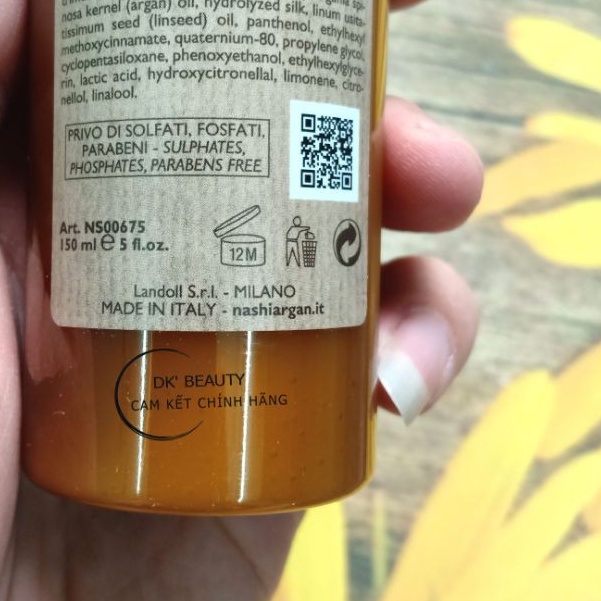 nosa kernel (argan) oil, hydrolyzed silk, linum usita-
tissimum seed (linseed) oil, panthenol, ethylhexyl
methoxycinnamate, quaternium-80, propylene glycol,
cyclopentasiloxane, phenoxyethanol, ethylhexylglyce-
rin, lactic acid, hydroxycitronellal, limonene, citro-
nellol, linalool.
PRIVO DI SOLFATI, FOSFATI,
PARABENI - SULPHATES,
PHOSPHATES, PARABENS FREE
Art. NS00675
150 ml ℮ 5 fl.oz.
12M
Landoll S.r.l. - MILANO
MADE IN ITALY - nashiargan.it
DK' BEAUTY
CAM KẾT CHÍNH HÃNG